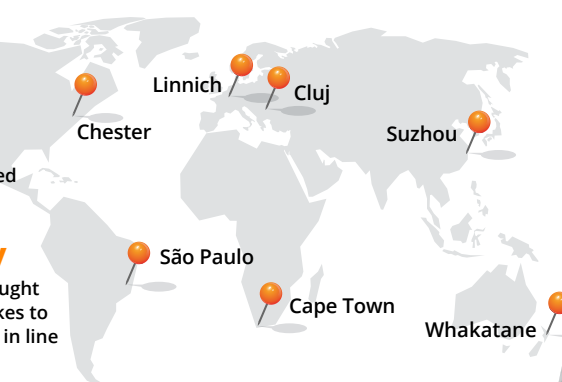 Linnich
Cluj
Chester
Suzhou
ed
São Paulo
y
ught
kes to
in line
Cape Town
Whakatane